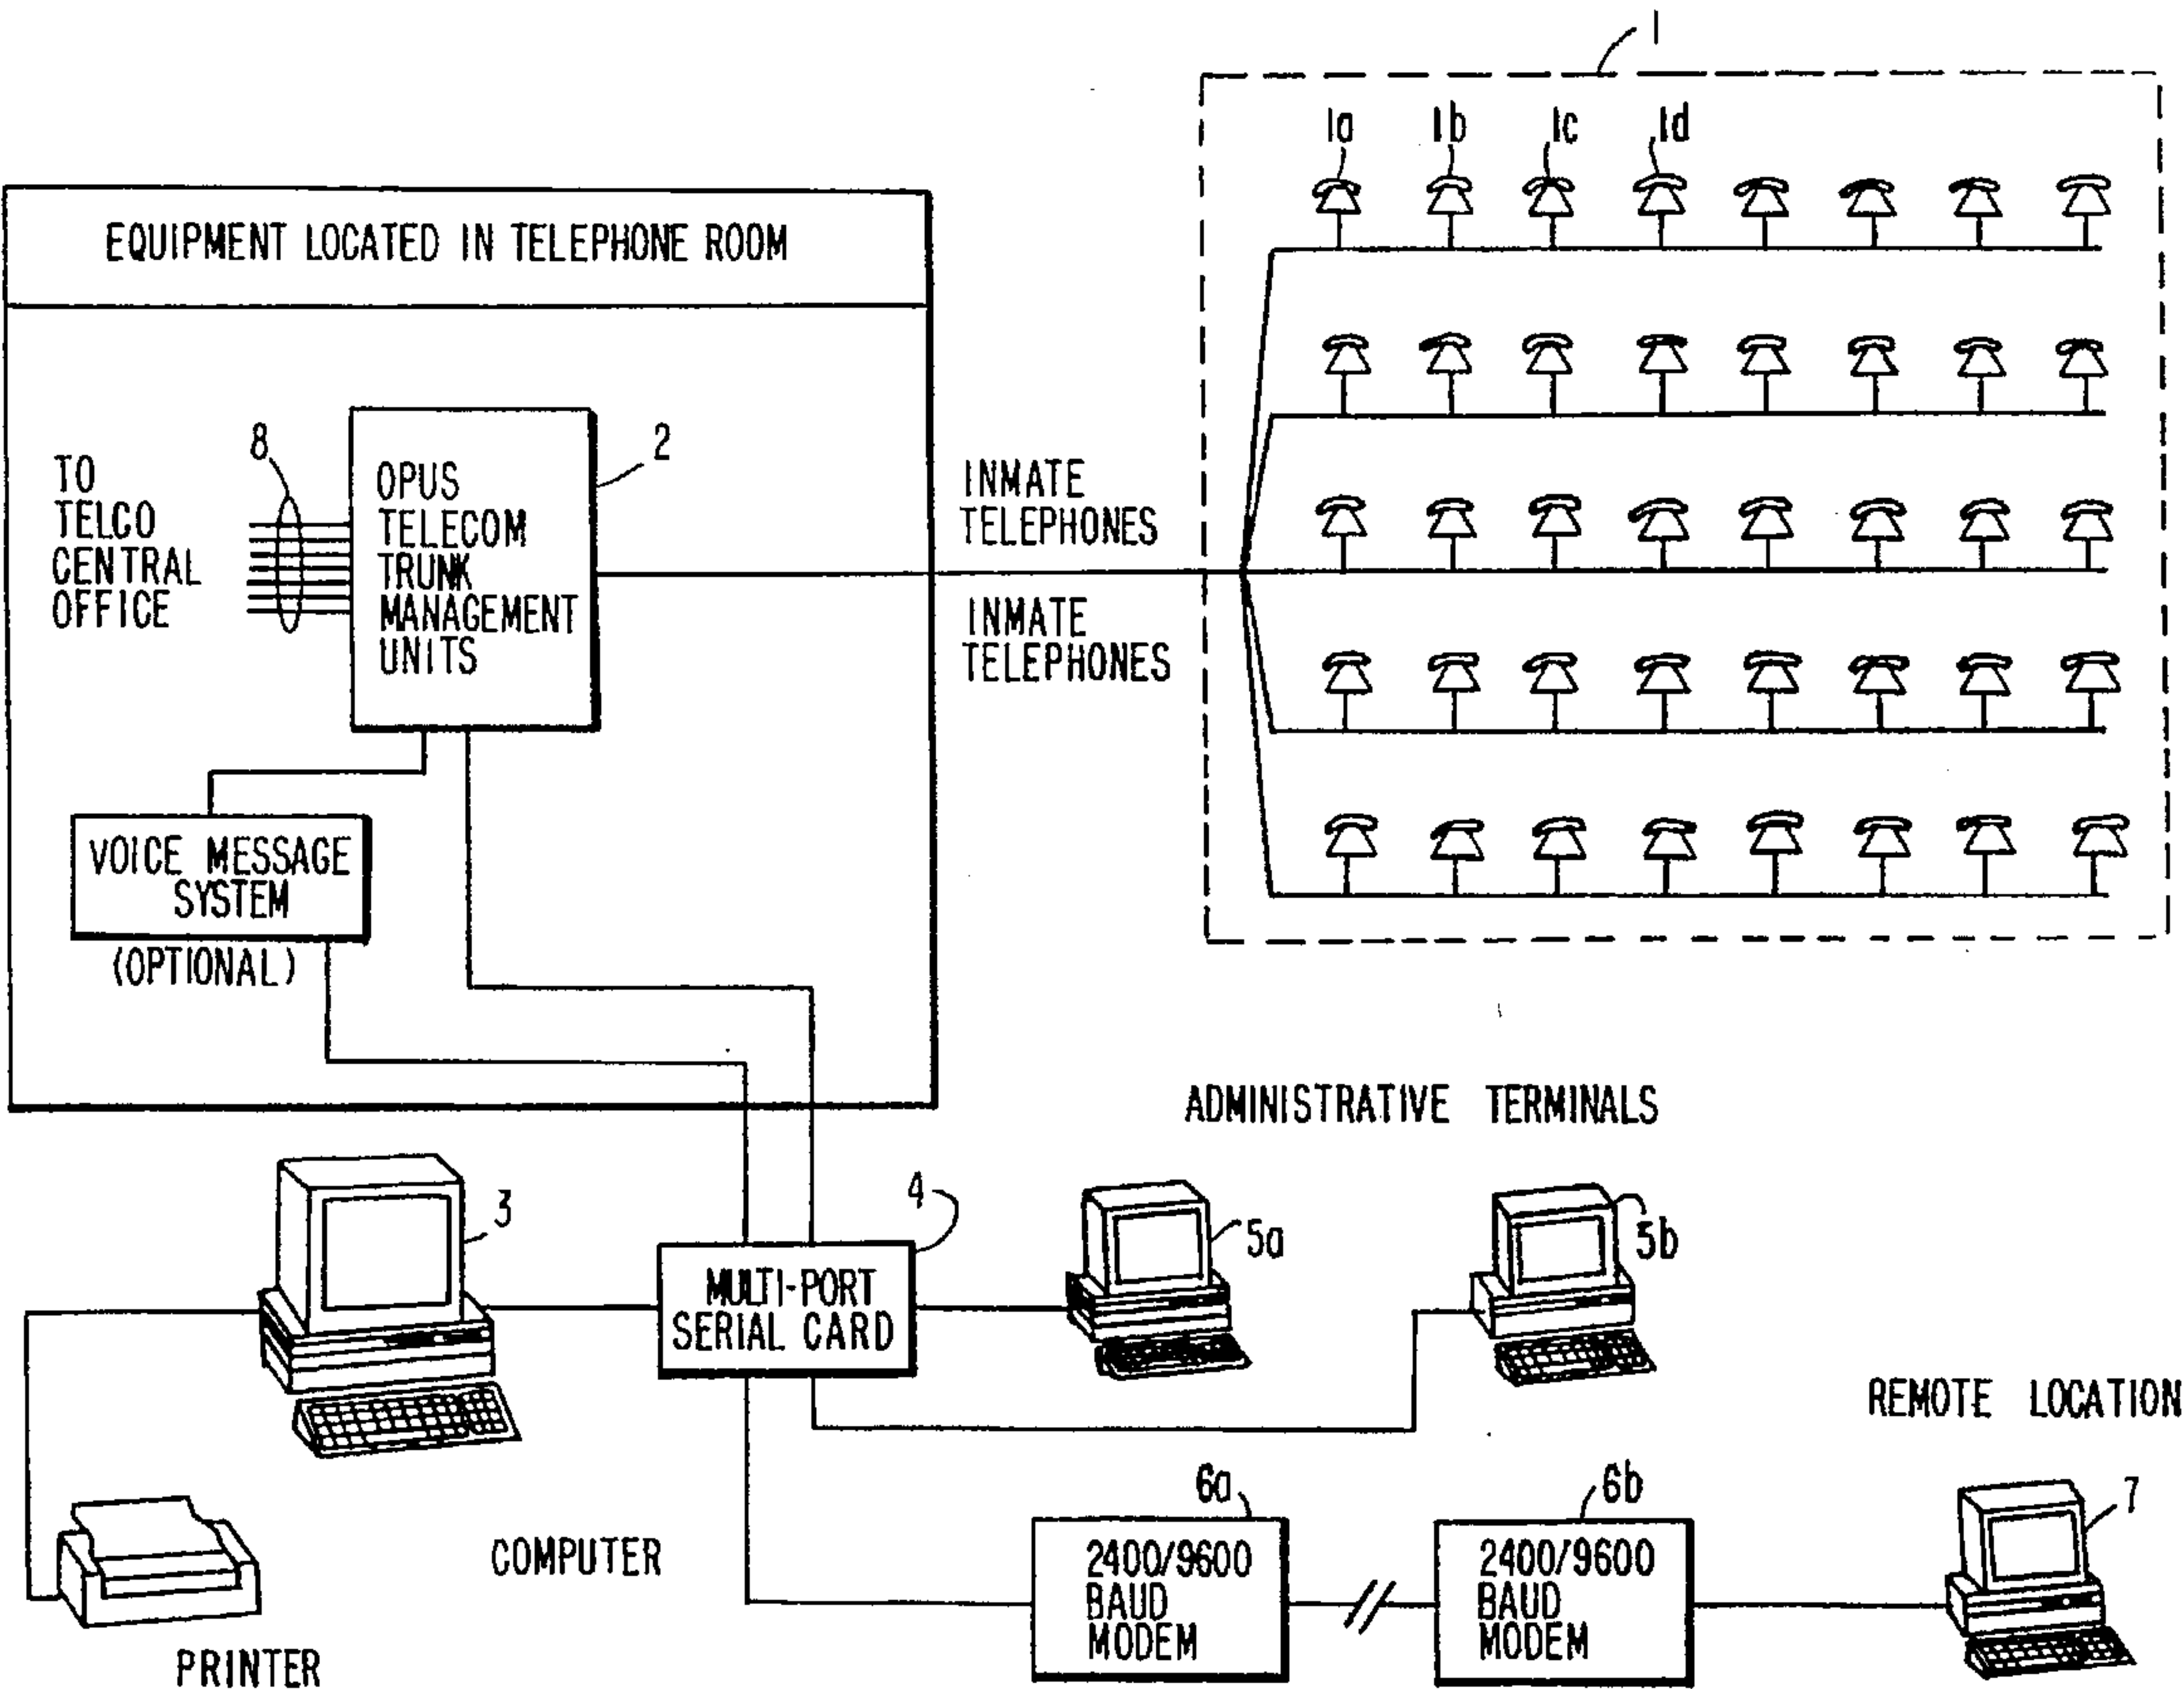 1
1a 1b 1c 1d
EQUIPMENT LOCATED IN TELEPHONE ROOM
8
2
TO
TELCO
CENTRAL
OFFICE
OPUS
TELECOM
TRUNK
MANAGEMENT
UNITS
INMATE
TELEPHONES
INMATE
TELEPHONES
VOICE MESSAGE
SYSTEM
(OPTIONAL)
ADMINISTRATIVE TERMINALS
3
4
5a
5b
MULTI-PORT
SERIAL CARD
REMOTE LOCATION
6a
6b
7
COMPUTER
2400/9600
BAUD
MODEM
2400/9600
BAUD
MODEM
PRINTER